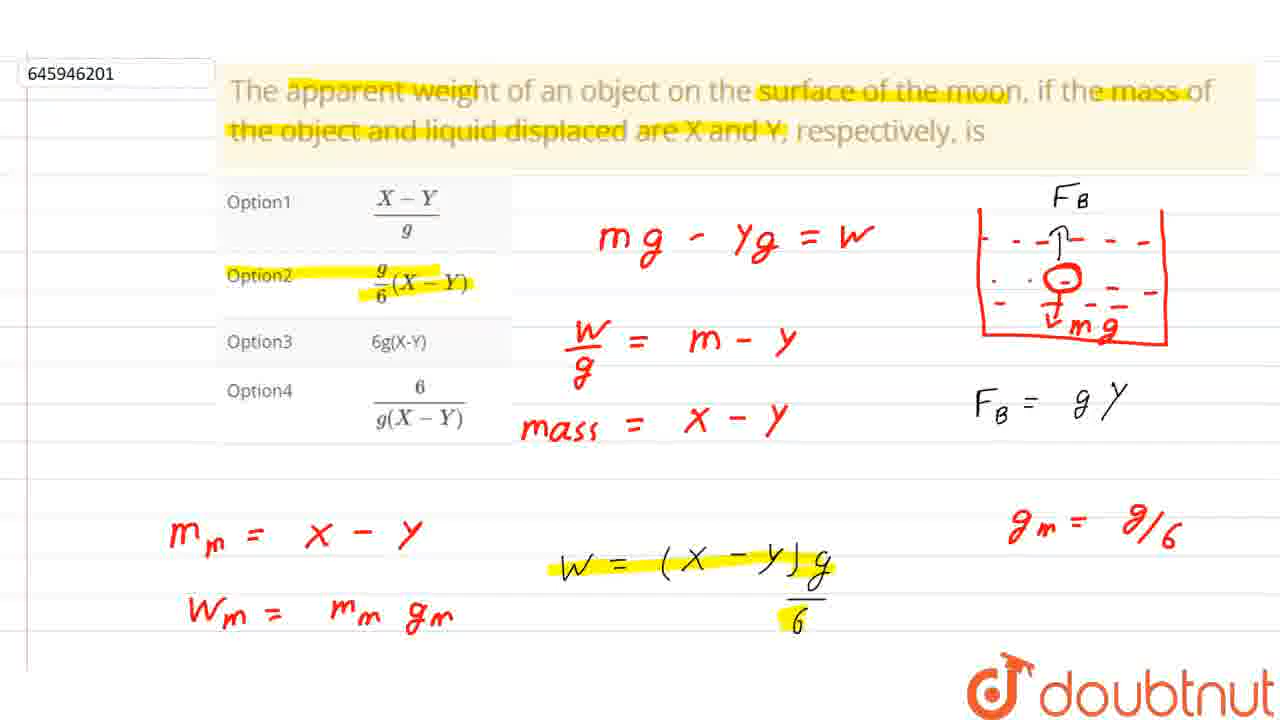 645946201
The apparent weight of an object on the surface of the moon, if the mass of
the object and liquid displaced are X and Y, respectively, is
Option1 (X − Y)/g
Option2 g/6 (X − Y)
Option3 6g(X-Y)
Option4 6/(g(X − Y))
mg - yg = w
w/g = m - y
mass = x - y
F_B
mg
F_B = gy
m_m = x - y
w_m = m_m g_m
w = (x - y) g/6
g_m = g/6
doubtnut